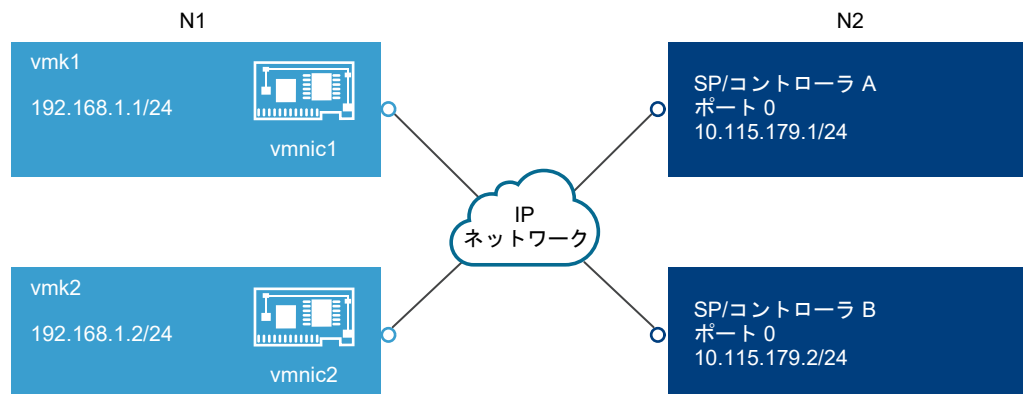 N1
N2
vmk1
192.168.1.1/24
vmnic1
SP/コントローラ A
ポート 0
10.115.179.1/24
IP
ネットワーク
vmk2
192.168.1.2/24
vmnic2
SP/コントローラ B
ポート 0
10.115.179.2/24